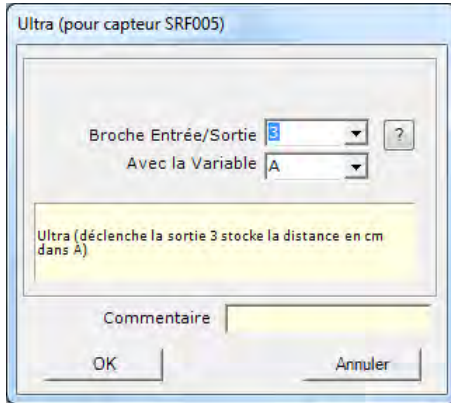 Ultra (pour capteur SRF005)
Broche Entrée/Sortie 3 ?
Avec la Variable A
Ultra (déclenche la sortie 3 stocke la distance en cm
dans A)
Commentaire
OK Annuler